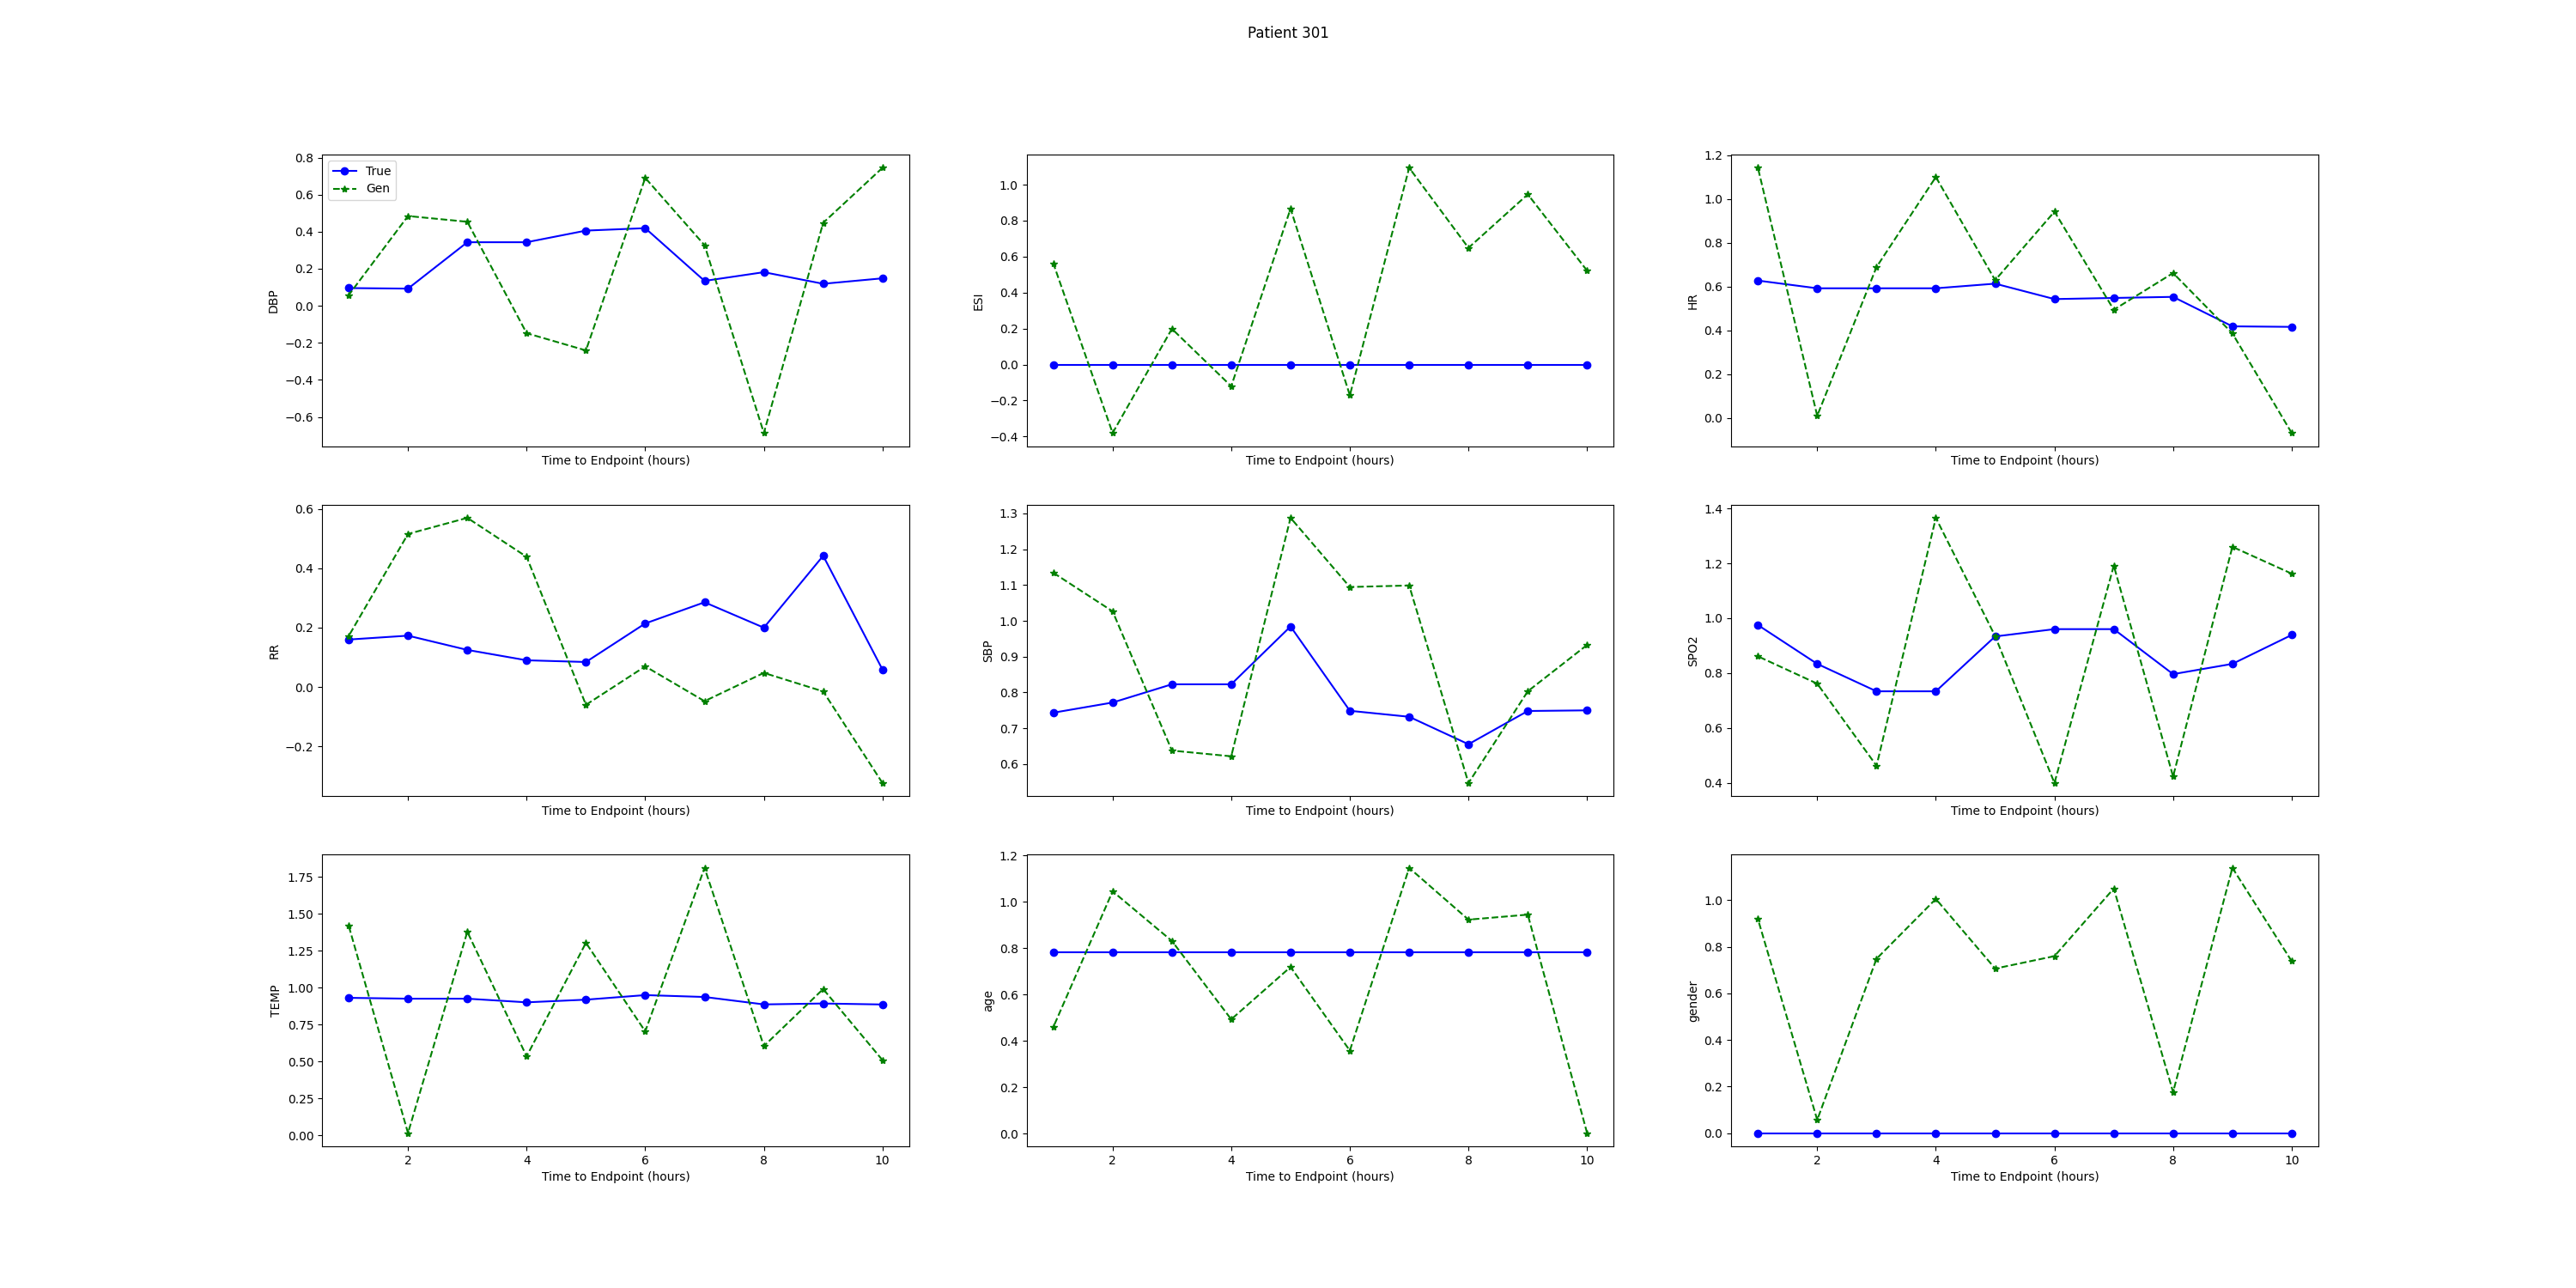 Patient 301
0.8
0.6
0.4
0.2
0.0
−0.2
−0.4
−0.6
DBP
True
Gen
Time to Endpoint (hours)
1.0
0.8
0.6
0.4
0.2
0.0
−0.2
−0.4
ESI
Time to Endpoint (hours)
1.2
1.0
0.8
0.6
0.4
0.2
0.0
HR
Time to Endpoint (hours)
0.6
0.4
0.2
0.0
−0.2
RR
Time to Endpoint (hours)
1.3
1.2
1.1
1.0
0.9
0.8
0.7
0.6
SBP
Time to Endpoint (hours)
1.4
1.2
1.0
0.8
0.6
0.4
SPO2
Time to Endpoint (hours)
1.75
1.50
1.25
1.00
0.75
0.50
0.25
0.00
TEMP
2 4 6 8 10
Time to Endpoint (hours)
1.2
1.0
0.8
0.6
0.4
0.2
0.0
age
2 4 6 8 10
Time to Endpoint (hours)
1.0
0.8
0.6
0.4
0.2
0.0
gender
2 4 6 8 10
Time to Endpoint (hours)